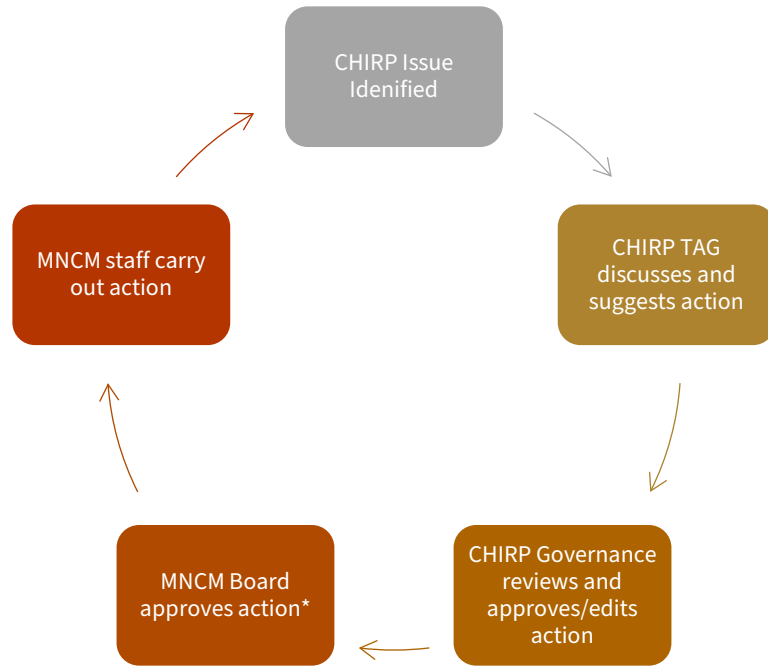 CHIRP Issue
Idenified
CHIRP TAG
discusses and
suggests action
CHIRP Governance
reviews and
approves/edits
action
MNCM Board
approves action*
MNCM staff carry
out action